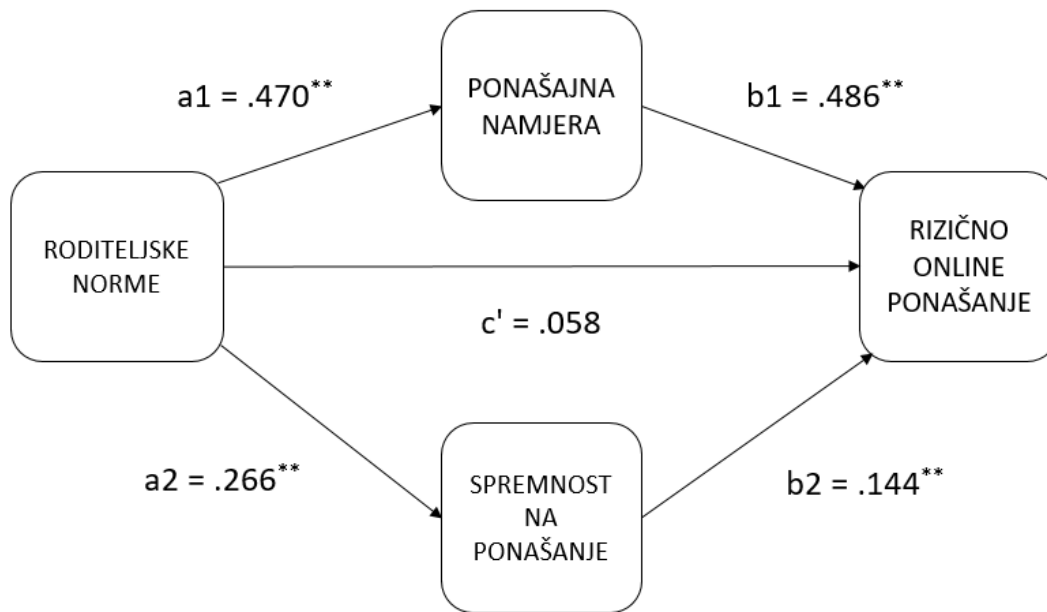 PONAŠAJNA
NAMJERA
a1 = .470**
b1 = .486**
RODITELJSKE
NORME
RIZIČNO
ONLINE
PONAŠANJE
c' = .058
a2 = .266**
SPREMNOST
NA
PONAŠANJE
b2 = .144**